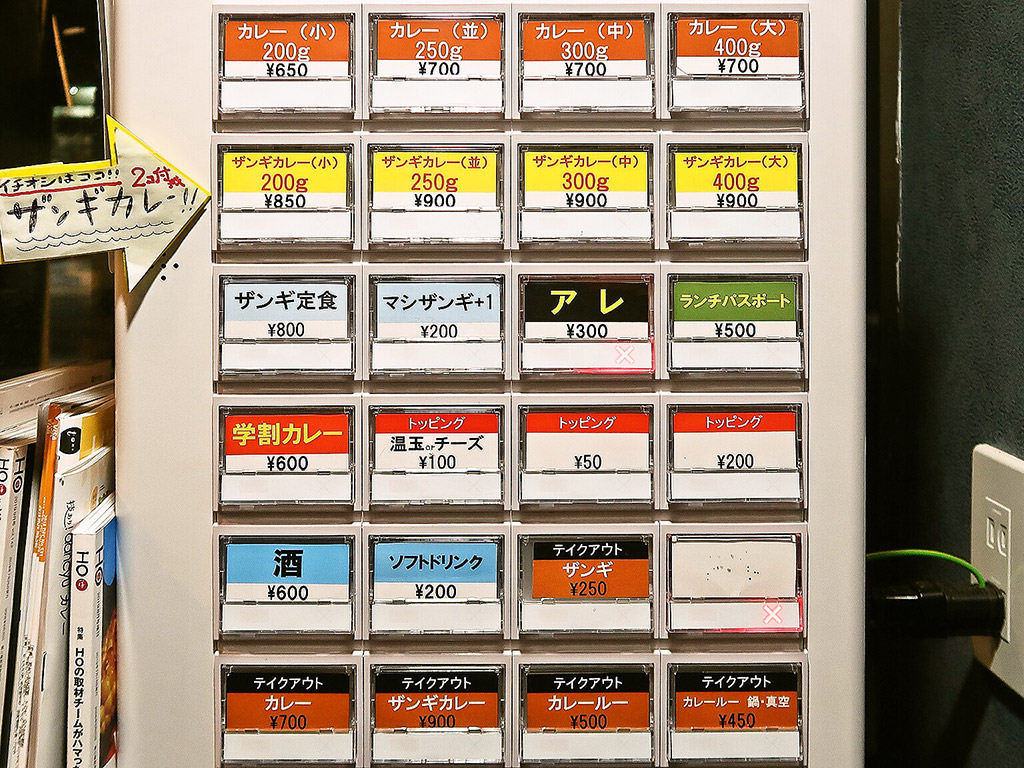 カレー（小）
200g
¥650
カレー（並）
250g
¥700
カレー（中）
300g
¥700
カレー（大）
400g
¥700
イチオシはココ!! 2コ付
ザンギカレー!!
ザンギカレー(小)
200g
¥850
ザンギカレー(並)
250g
¥900
ザンギカレー(中)
300g
¥900
ザンギカレー(大)
400g
¥900
ザンギ定食
¥800
マシザンギ+1
¥200
アレ
¥300
ランチパスポート
¥500
学割カレー
¥600
トッピング
温玉orチーズ
¥100
トッピング
¥50
トッピング
¥200
酒
¥600
ソフトドリンク
¥200
テイクアウト
ザンギ
¥250
テイクアウト
カレー
¥700
テイクアウト
ザンギカレー
¥900
テイクアウト
カレールー
¥500
テイクアウト
カレールー 鍋・真空
¥450
HO
HO
HO
特集 HOの取材チームがハマっ
カレー